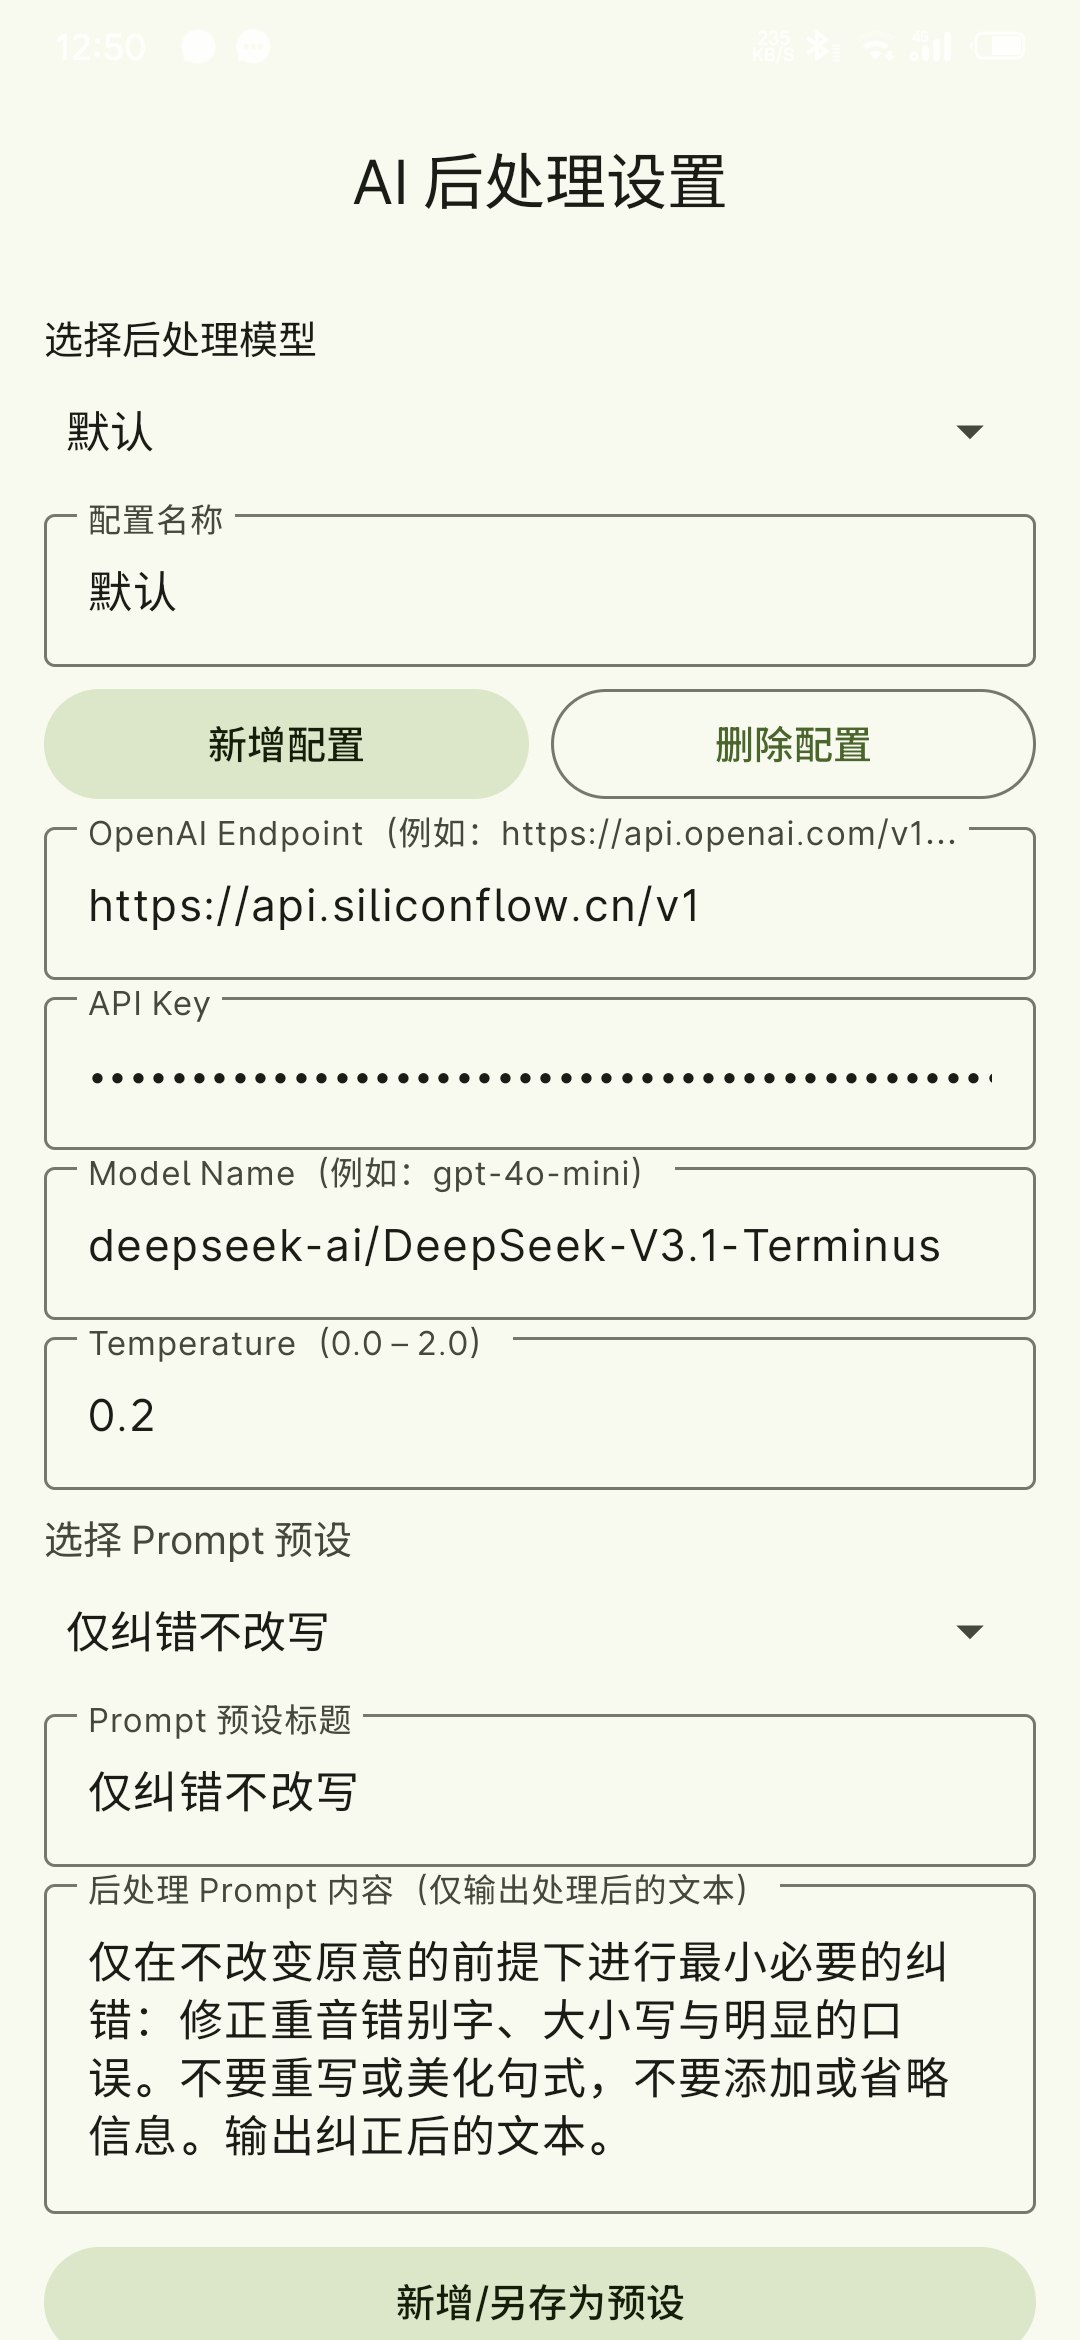 12:50
235
KB/S
4G
AI 后处理设置
选择后处理模型
默认
配置名称
默认
新增配置
删除配置
OpenAI Endpoint（例如：https://api.openai.com/v1...
https://api.siliconflow.cn/v1
API Key
Model Name（例如：gpt-4o-mini）
deepseek-ai/DeepSeek-V3.1-Terminus
Temperature（0.0 – 2.0）
0.2
选择 Prompt 预设
仅纠错不改写
Prompt 预设标题
仅纠错不改写
后处理 Prompt 内容（仅输出处理后的文本）
仅在不改变原意的前提下进行最小必要的纠
错：修正重音错别字、大小写与明显的口
误。不要重写或美化句式，不要添加或省略
信息。输出纠正后的文本。
新增/另存为预设